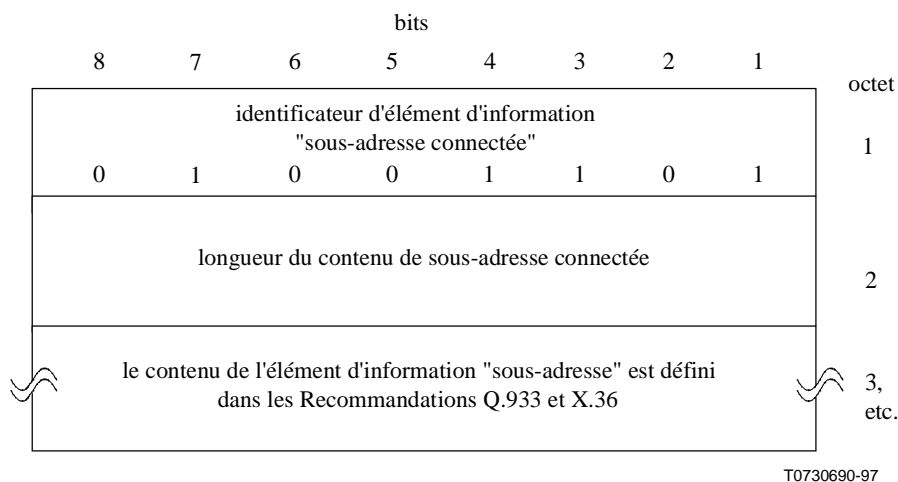 bits
8 7 6 5 4 3 2 1
octet
identificateur d'élément d'information
"sous-adresse connectée"
1
0 1 0 0 1 1 0 1
longueur du contenu de sous-adresse connectée
2
le contenu de l'élément d'information "sous-adresse" est défini
dans les Recommandations Q.933 et X.36
3,
etc.
T0730690-97